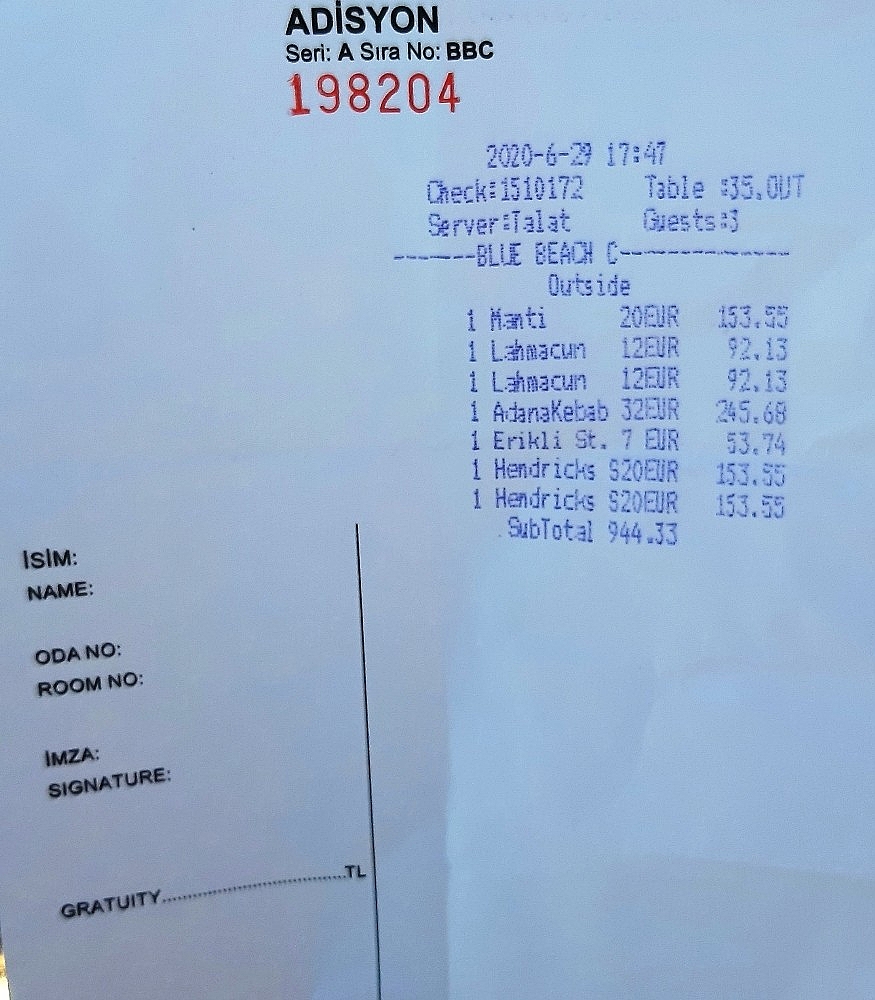 ADİSYON
Seri: A Sıra No: BBC
198204
2020-6-29 17:47
Check:1510172 Table :35.OUT
Server:Talat Guests:3
-------BLUE BEACH C---------------
Outside
1 Manti 20EUR 153.55
1 Lahmacun 12EUR 92.13
1 Lahmacun 12EUR 92.13
1 AdanaKebab 32EUR 245.68
1 Erikli St. 7 EUR 53.74
1 Hendricks S20EUR 153.55
1 Hendricks S20EUR 153.55
SubTotal 944.33
İSİM:
NAME:
ODA NO:
ROOM NO:
İMZA:
SIGNATURE:
GRATUITY..............................TL